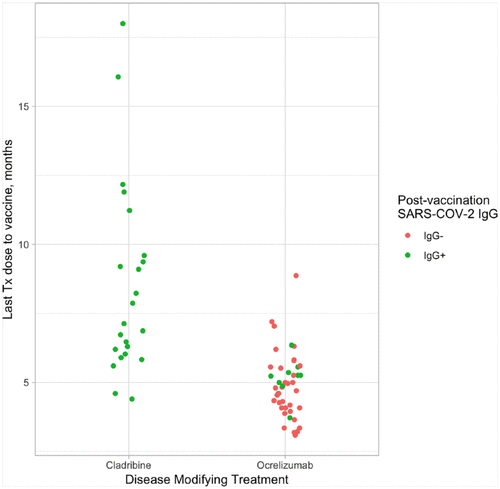 Last Tx dose to vaccine, months
15
10
5
Cladribine
Ocrelizumab
Disease Modifying Treatment
Post-vaccination
SARS-COV-2 IgG
IgG-
IgG+